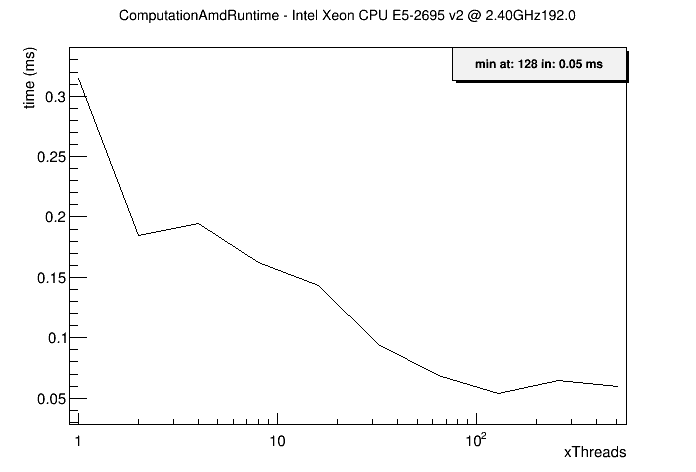 ComputationAmdRuntime - Intel Xeon CPU E5-2695 v2 @ 2.40GHz192.0
time (ms)
min at: 128 in: 0.05 ms
0.3
0.25
0.2
0.15
0.1
0.05
1 10 10²
xThreads